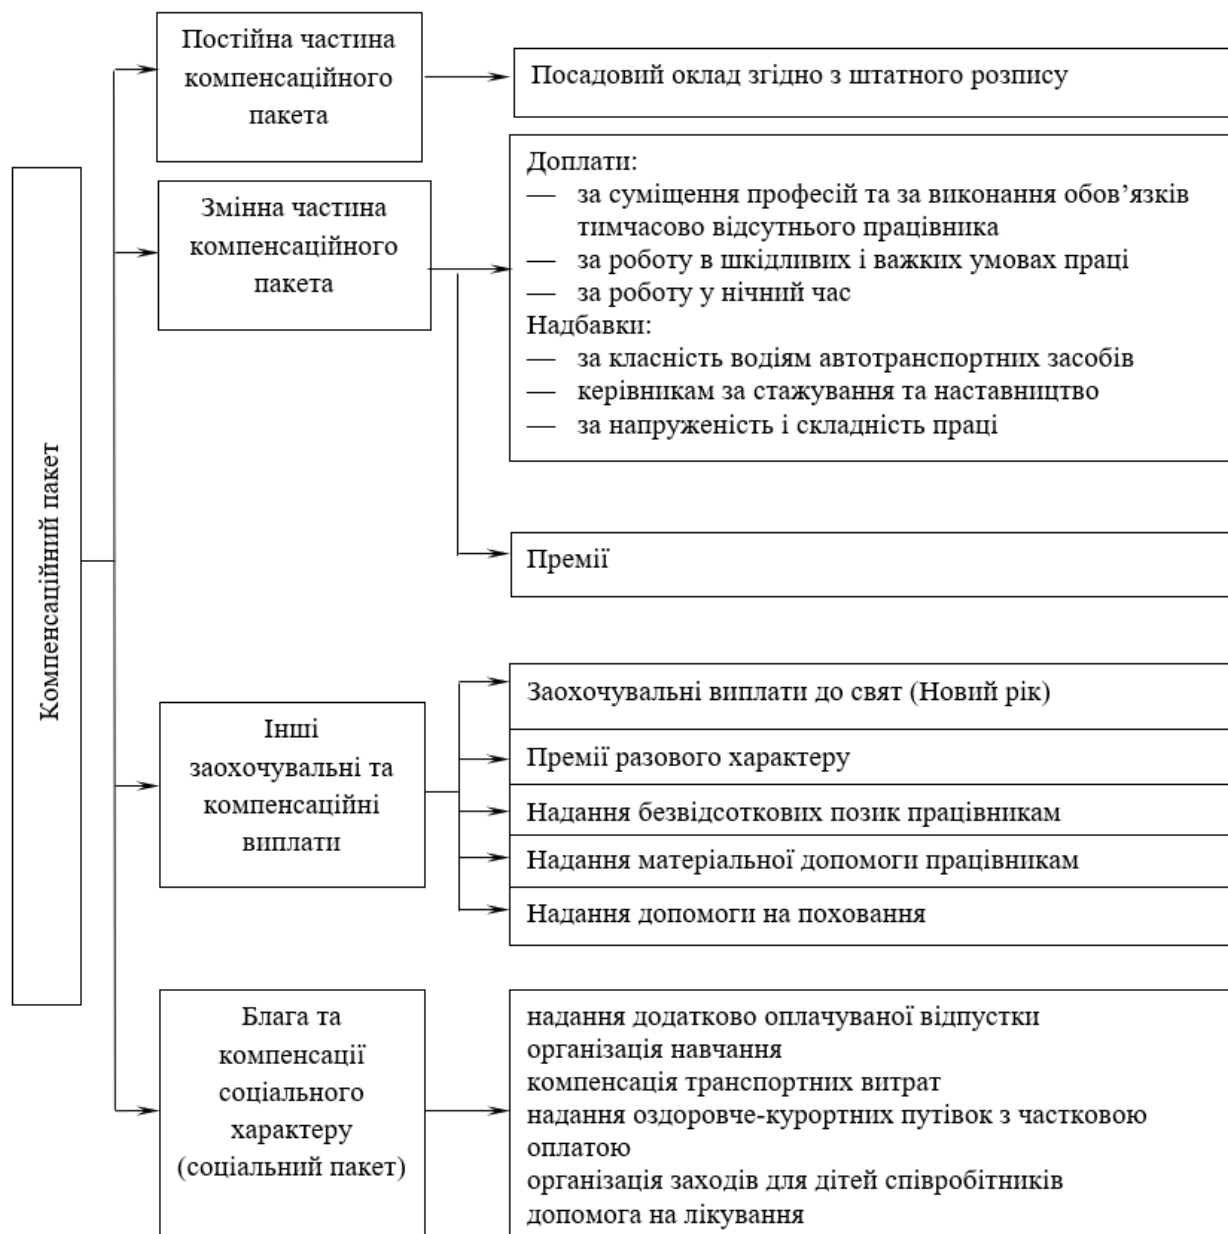 Компенсаційний пакет
Постійна частина
компенсаційного
пакета
Посадовий оклад згідно з штатного розпису
Змінна частина
компенсаційного
пакета
Доплати:
— за суміщення професій та за виконання обов’язків
тимчасово відсутнього працівника
— за роботу в шкідливих і важких умовах праці
— за роботу у нічний час
Надбавки:
— за класність водіям автотранспортних засобів
— керівникам за стажування та наставництво
— за напруженість і складність праці
Премії
Інші
заохочувальні та
компенсаційні
виплати
Заохочувальні виплати до свят (Новий рік)
Премії разового характеру
Надання безвідсоткових позик працівникам
Надання матеріальної допомоги працівникам
Надання допомоги на поховання
Блага та
компенсації
соціального
характеру
(соціальний пакет)
надання додатково оплачуваної відпустки
організація навчання
компенсація транспортних витрат
надання оздоровче-курортних путівок з частковою
оплатою
організація заходів для дітей співробітників
допомога на лікування